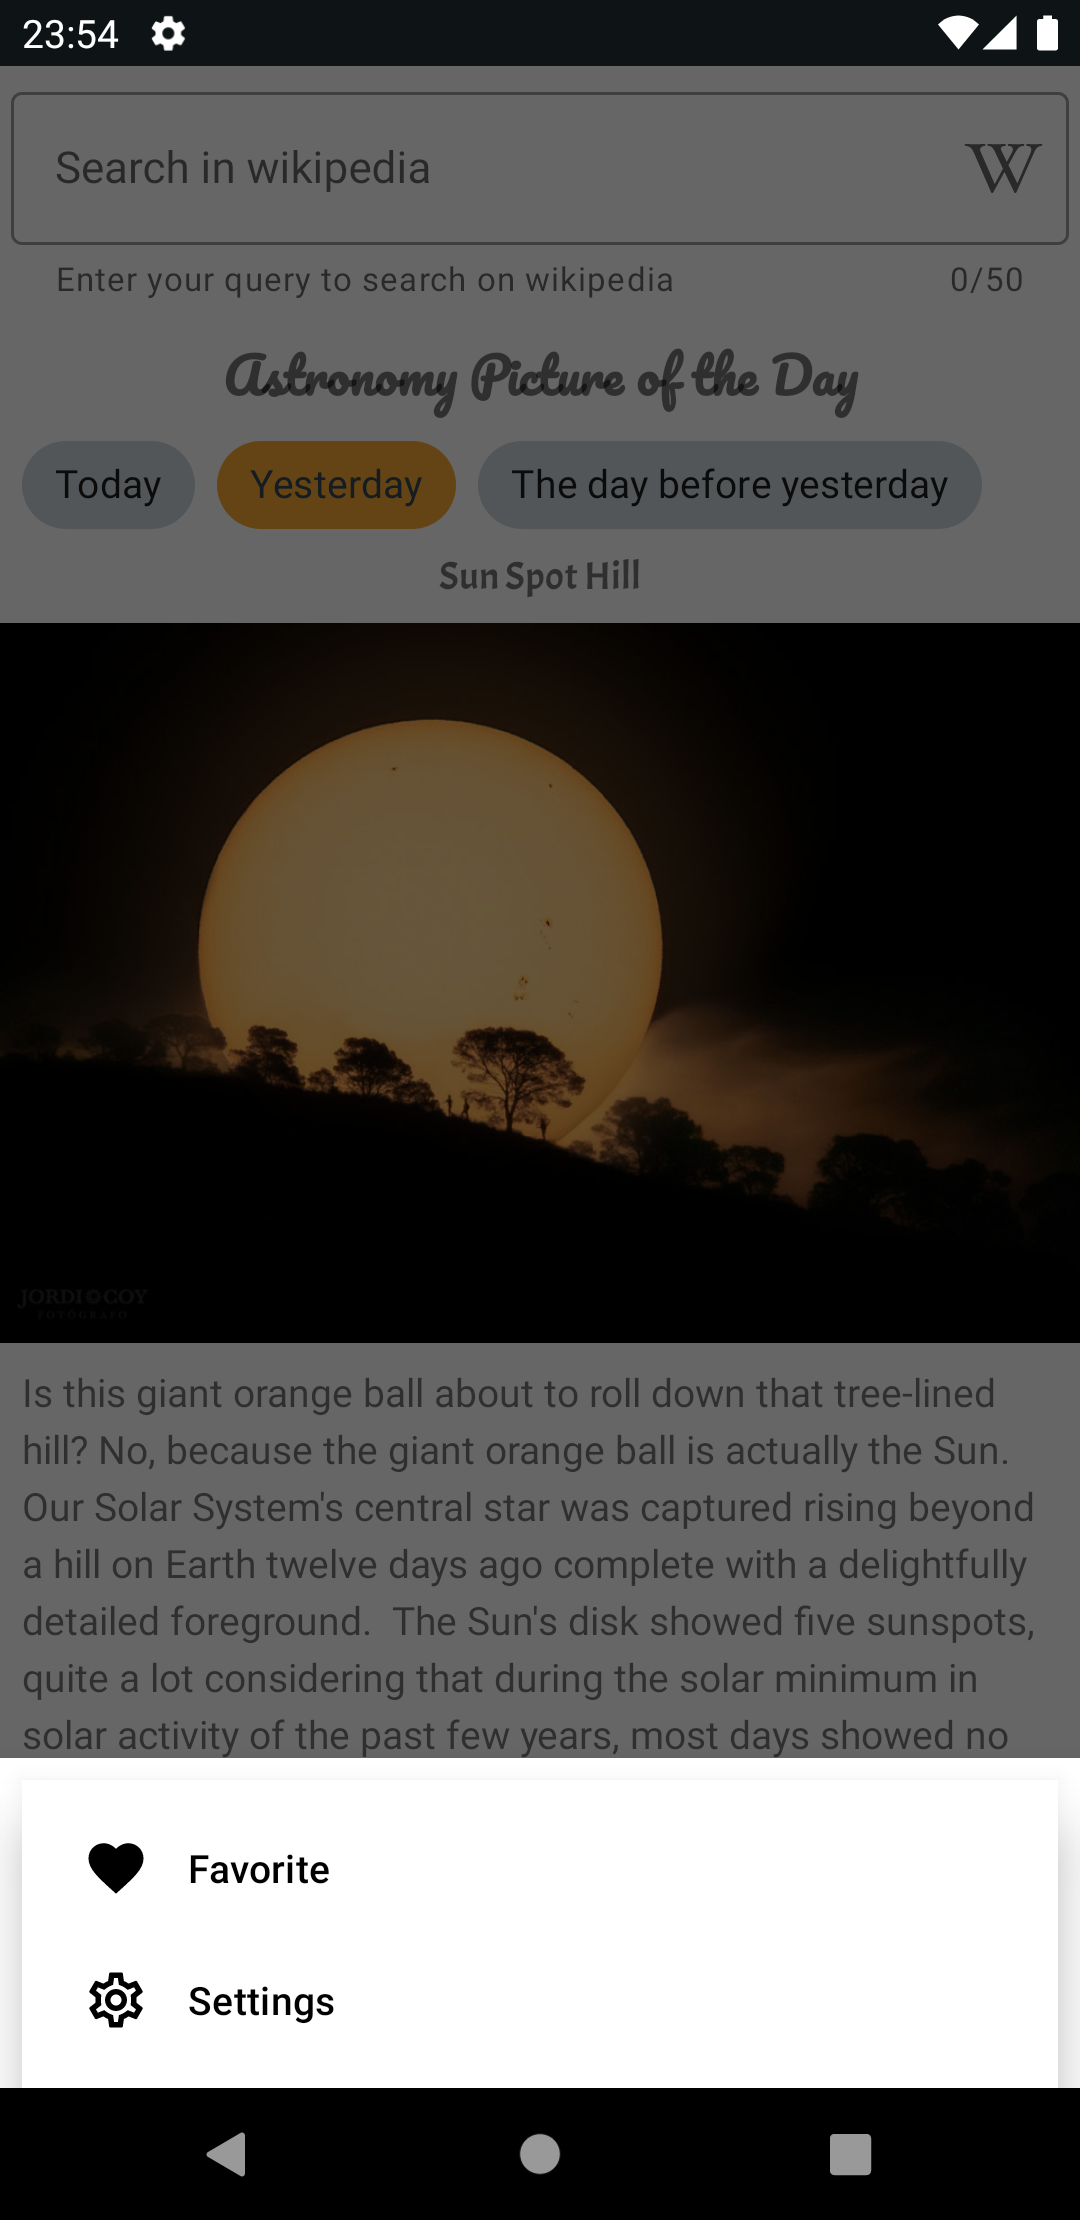 23:54
Search in wikipedia
W
Enter your query to search on wikipedia 0/50
Astronomy Picture of the Day
Today Yesterday The day before yesterday
Sun Spot Hill
JORDI COY
FOTÓGRAFO
Is this giant orange ball about to roll down that tree-lined
hill? No, because the giant orange ball is actually the Sun.
Our Solar System's central star was captured rising beyond
a hill on Earth twelve days ago complete with a delightfully
detailed foreground.  The Sun's disk showed five sunspots,
quite a lot considering that during the solar minimum in
solar activity of the past few years, most days showed no
Favorite
Settings